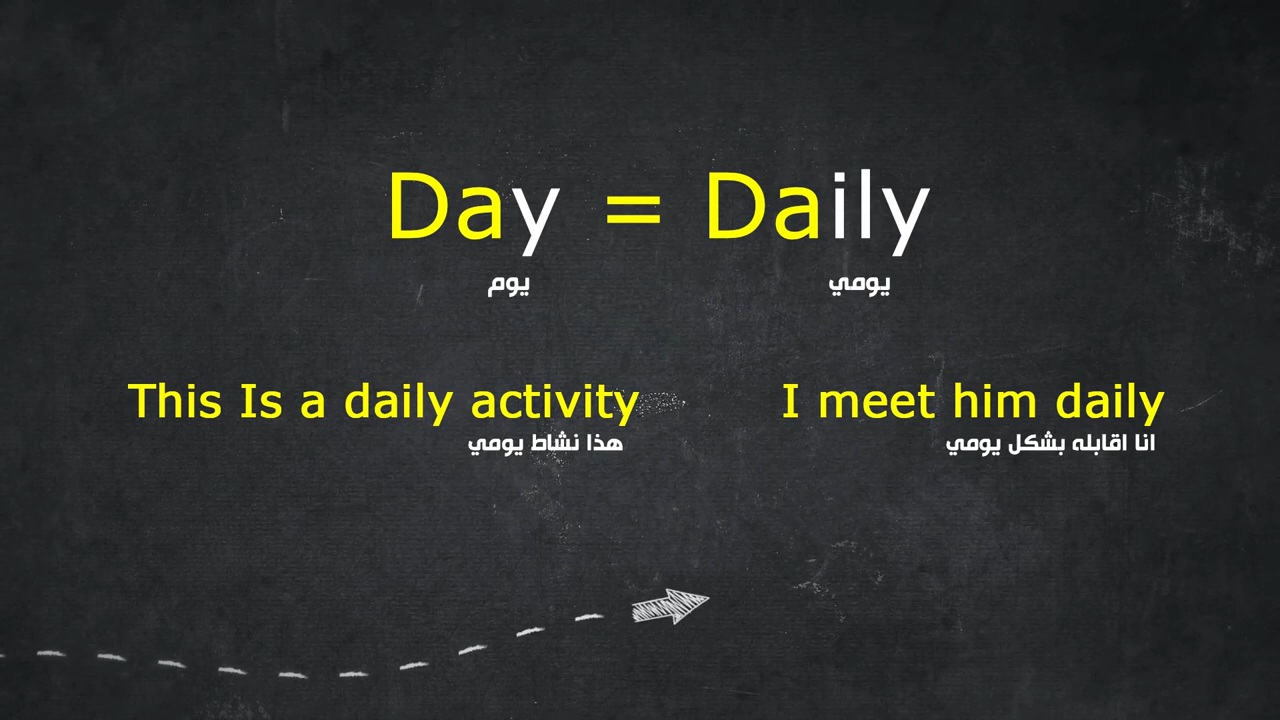 Day = Daily
يوم
يومي
This Is a daily activity
هذا نشاط يومي
I meet him daily
انا اقابله بشكل يومي